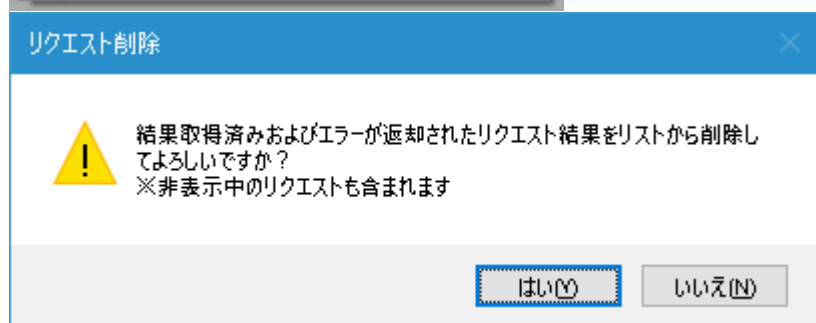 リクエスト削除
結果取得済みおよびエラーが返却されたリクエスト結果をリストから削除し
てよろしいですか？
※非表示中のリクエストも含まれます
はい(Y)
いいえ(N)